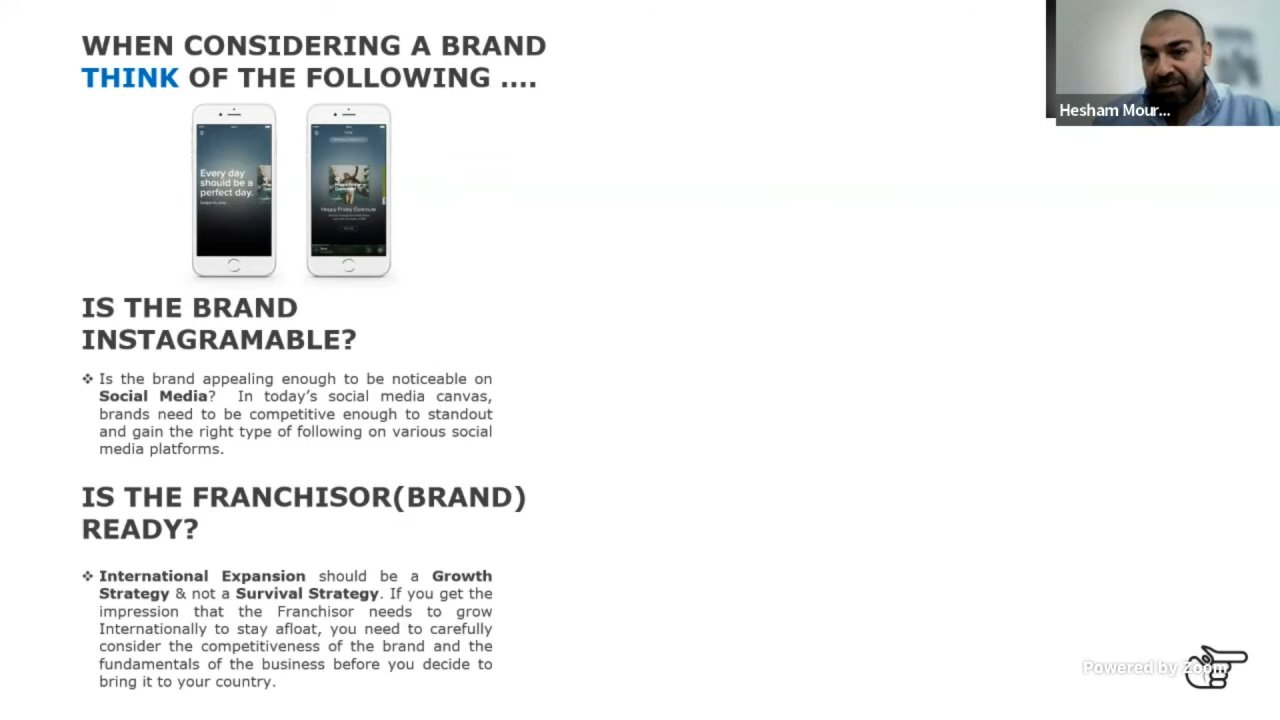 WHEN CONSIDERING A BRAND
THINK OF THE FOLLOWING ....
Every day
should be a
perfect day.
Happy Friday Commute
IS THE BRAND
INSTAGRAMABLE?
❖ Is the brand appealing enough to be noticeable on
Social Media? In today's social media canvas,
brands need to be competitive enough to standout
and gain the right type of following on various social
media platforms.
IS THE FRANCHISOR(BRAND)
READY?
❖ International Expansion should be a Growth
Strategy & not a Survival Strategy. If you get the
impression that the Franchisor needs to grow
Internationally to stay afloat, you need to carefully
consider the competitiveness of the brand and the
fundamentals of the business before you decide to
bring it to your country.
Hesham Mour...
Powered by Zoom